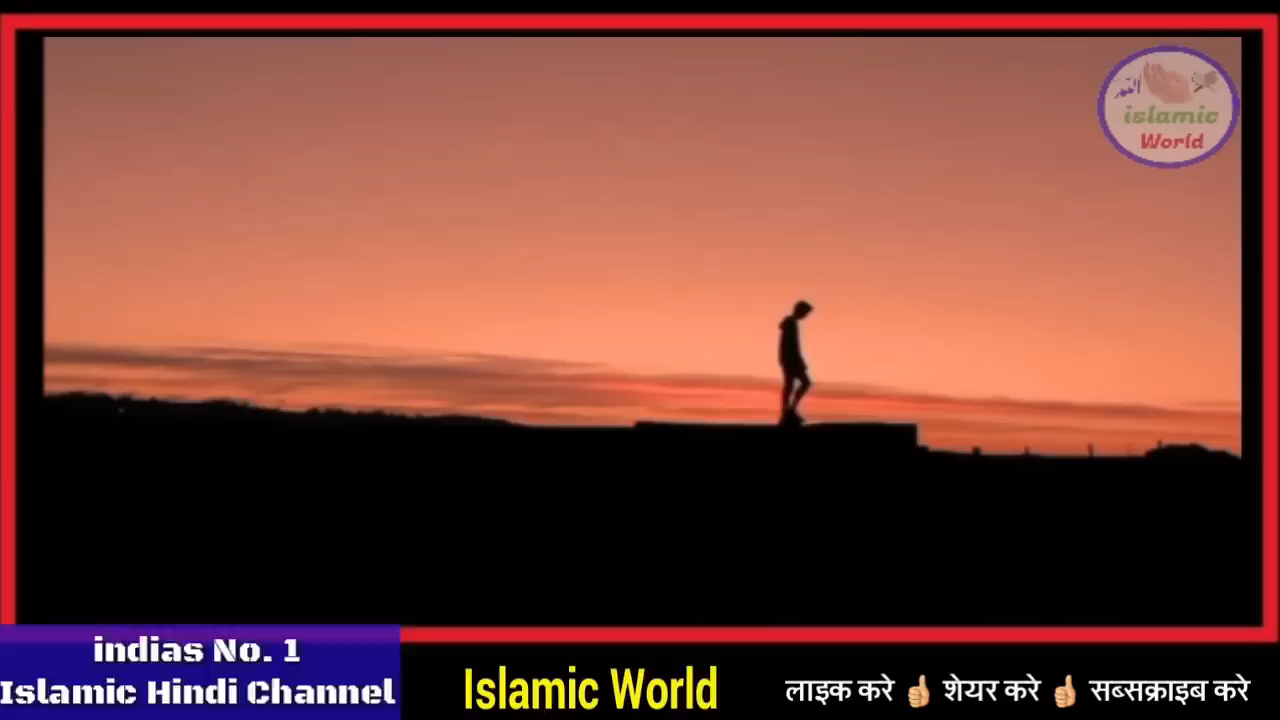 islamic
World
indias No. 1
Islamic Hindi Channel
Islamic World
लाइक करे 👍 शेयर करे 👍 सब्सक्राइब करे